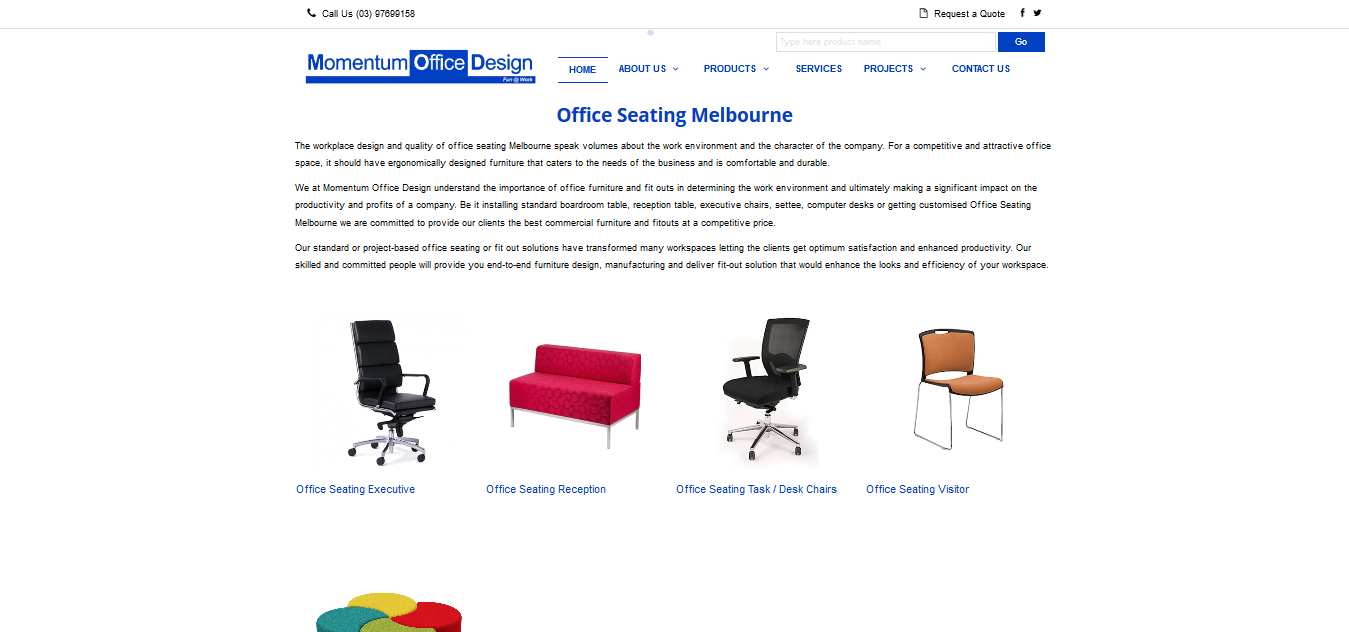 Call Us (03) 97699158
Request a Quote
Type here product name
Go
Momentum Office Design
Fun @ Work
HOME
ABOUT US
PRODUCTS
SERVICES
PROJECTS
CONTACT US
Office Seating Melbourne
The workplace design and quality of office seating Melbourne speak volumes about the work environment and the character of the company. For a competitive and attractive office
space, it should have ergonomically designed furniture that caters to the needs of the business and is comfortable and durable.
We at Momentum Office Design understand the importance of office furniture and fit outs in determining the work environment and ultimately making a significant impact on the
productivity and profits of a company. Be it installing standard boardroom table, reception table, executive chairs, settee, computer desks or getting customised Office Seating
Melbourne we are committed to provide our clients the best commercial furniture and fitouts at a competitive price.
Our standard or project-based office seating or fit out solutions have transformed many workspaces letting the clients get optimum satisfaction and enhanced productivity. Our
skilled and committed people will provide you end-to-end furniture design, manufacturing and deliver fit-out solution that would enhance the looks and efficiency of your workspace.
Office Seating Executive
Office Seating Reception
Office Seating Task / Desk Chairs
Office Seating Visitor